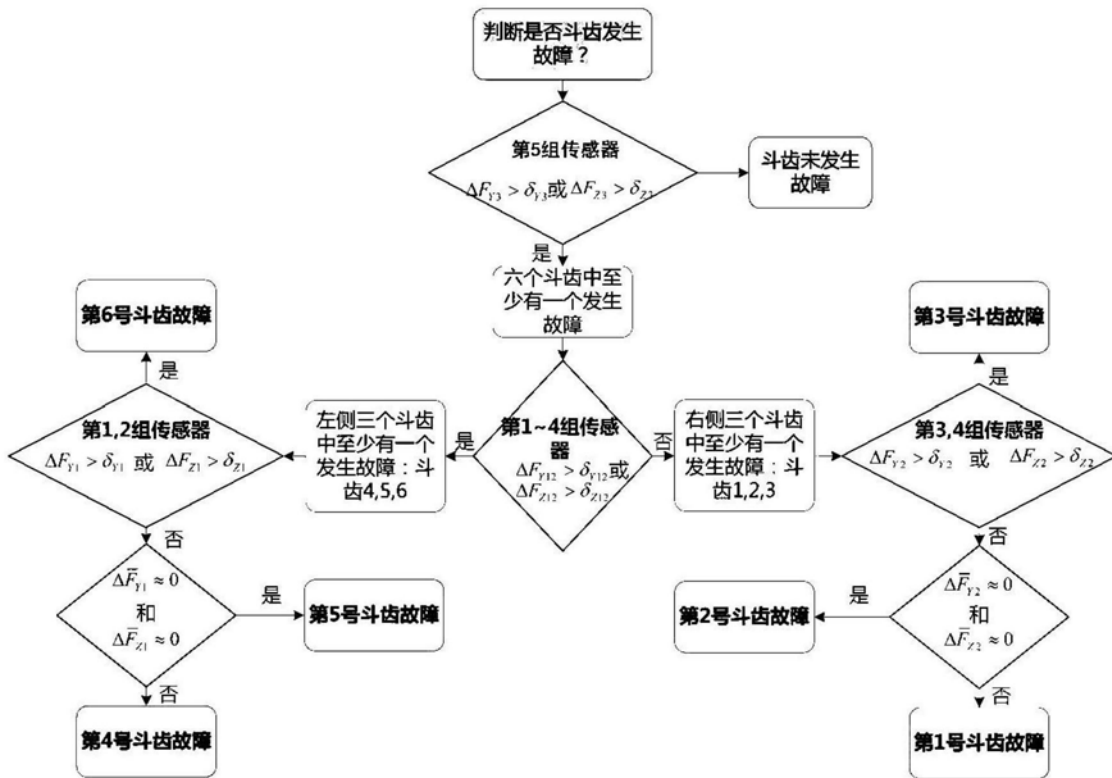 判断是否斗齿发生
故障？
第5组传感器
ΔF_Y3 > δ_Y3或 ΔF_Z3 > δ_Z2
斗齿未发生
故障
是
六个斗齿中至
少有一个发生
故障
第6号斗齿故障
是
第3号斗齿故障
是
第1,2组传感器
ΔF_Y1 > δ_Y1 或 ΔF_Z1 > δ_Z1
左侧三个斗齿
中至少有一个
发生故障：斗
齿4,5,6
是
第1~4组传感
器
ΔF_Y12 > δ_Y12或
ΔF_Z12 > δ_Z12
否
右侧三个斗齿
中至少有一个
发生故障：斗
齿1,2,3
第3,4组传感器
ΔF_Y2 > δ_Y2 或 ΔF_Z2 > δ_Z2
否
ΔF̅_Y1 ≈ 0
和
ΔF̅_Z1 ≈ 0
是
第5号斗齿故障
否
第4号斗齿故障
否
ΔF̅_Y2 ≈ 0
和
ΔF̅_Z2 ≈ 0
是
第2号斗齿故障
否
第1号斗齿故障